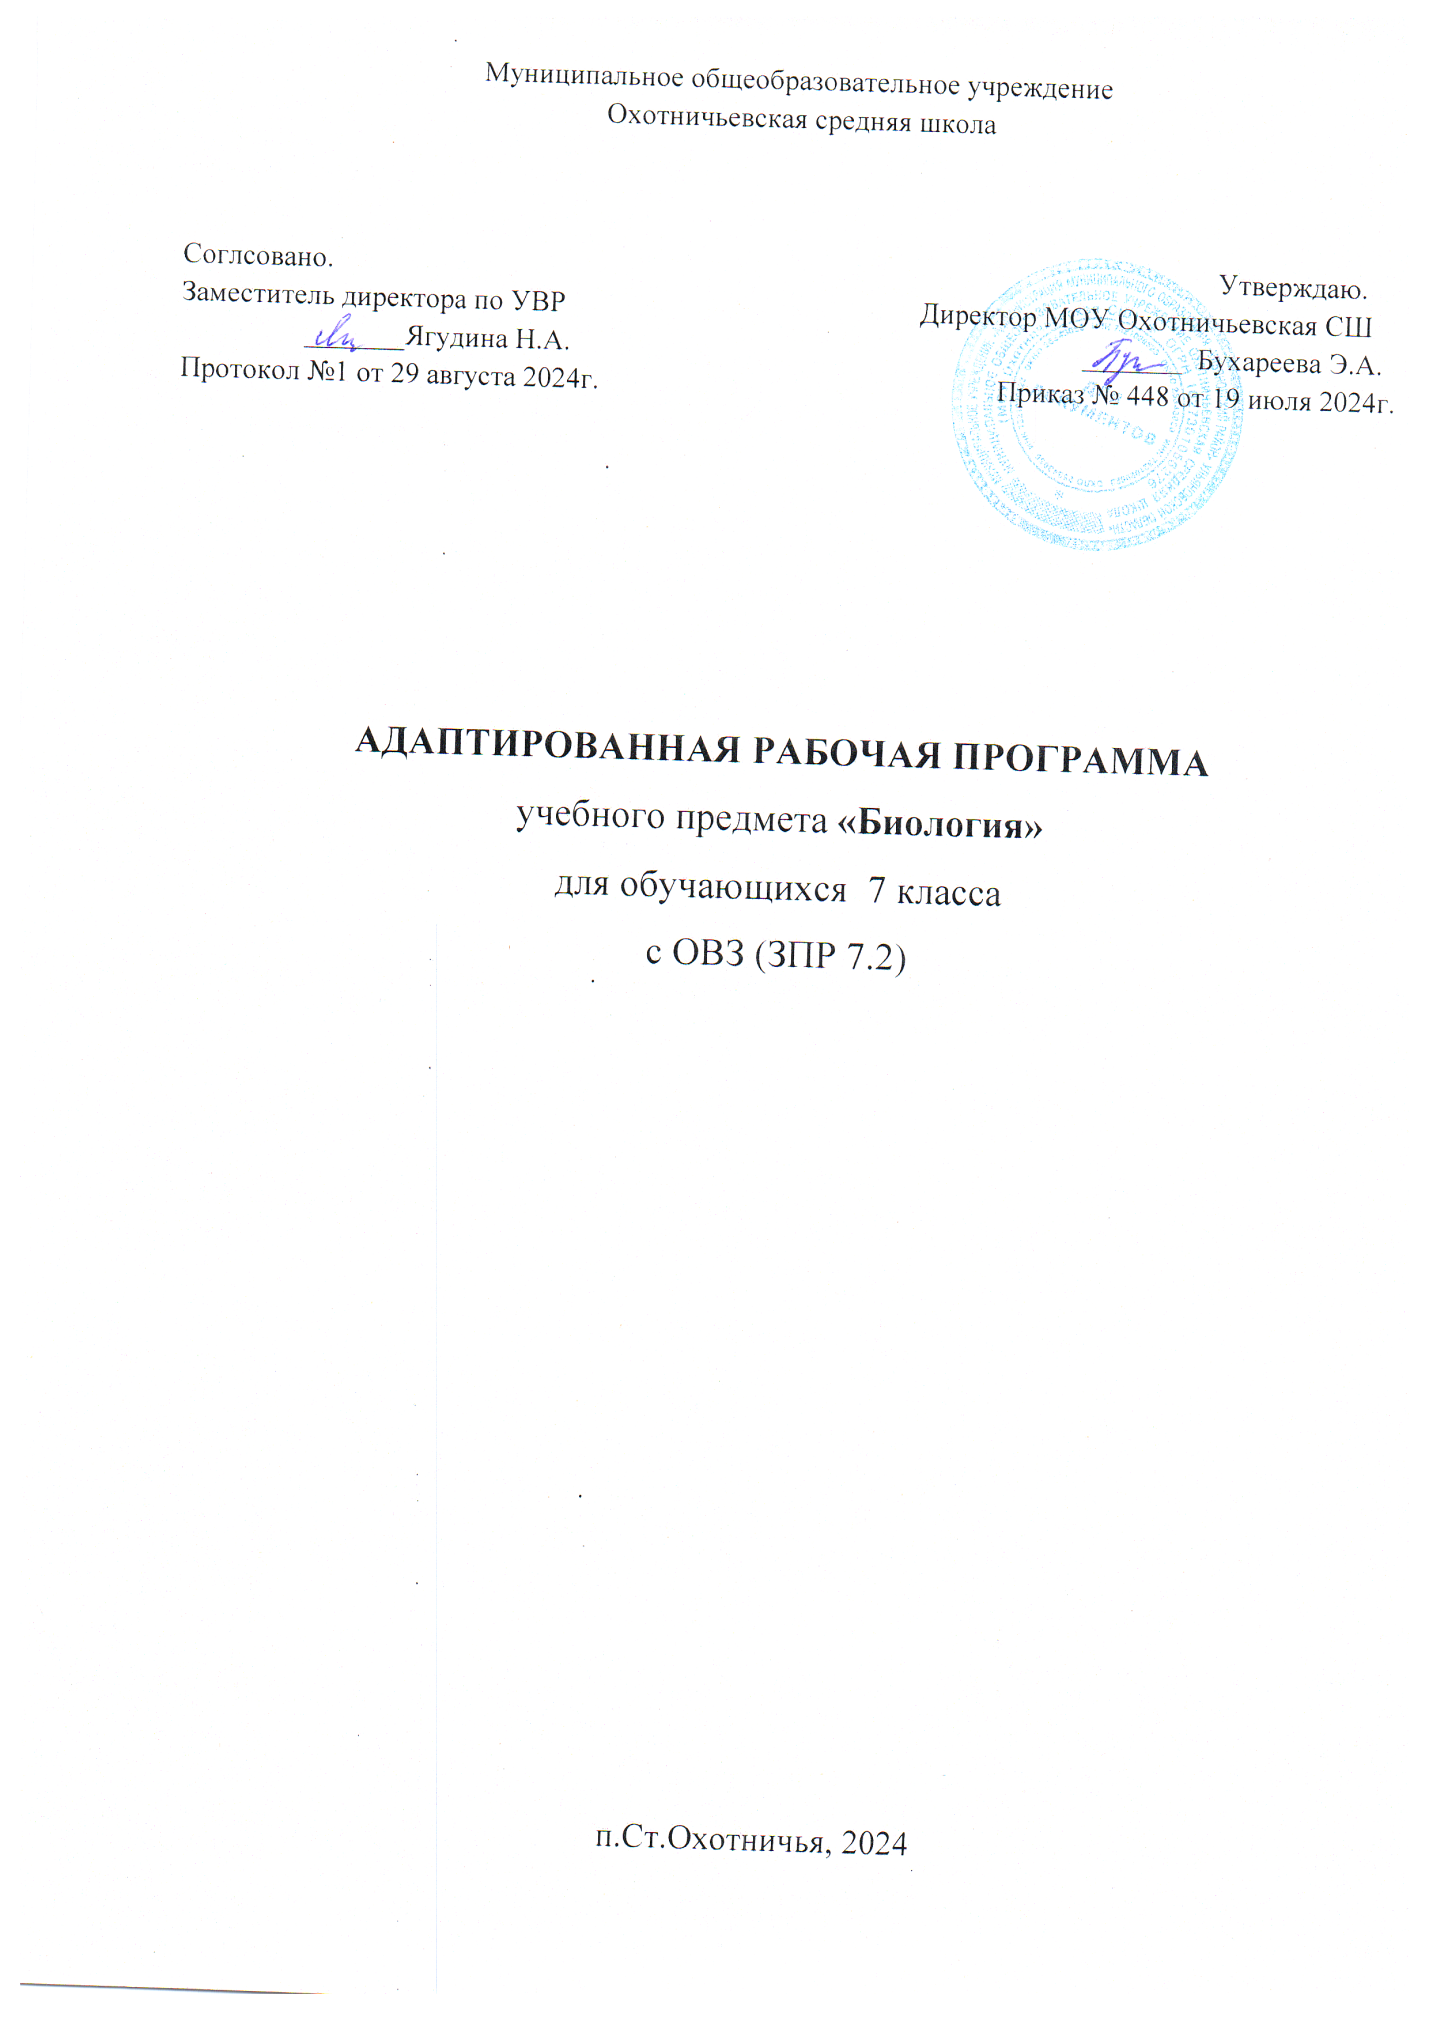 Муниципальное общеобразовательное учреждение
Охотничьевская средняя школа
Соглсовано.
Заместитель директора по УВР
________Ягудина Н.А.
Протокол №1 от 29 августа 2024г.
Утверждаю.
Директор МОУ Охотничьевская СШ
________ Бухареева Э.А.
Приказ № 448 от 19 июля 2024г.
АДАПТИРОВАННАЯ РАБОЧАЯ ПРОГРАММА
учебного предмета «Биология»
для обучающихся 7 класса
с ОВЗ (ЗПР 7.2)
п.Ст.Охотничья, 2024